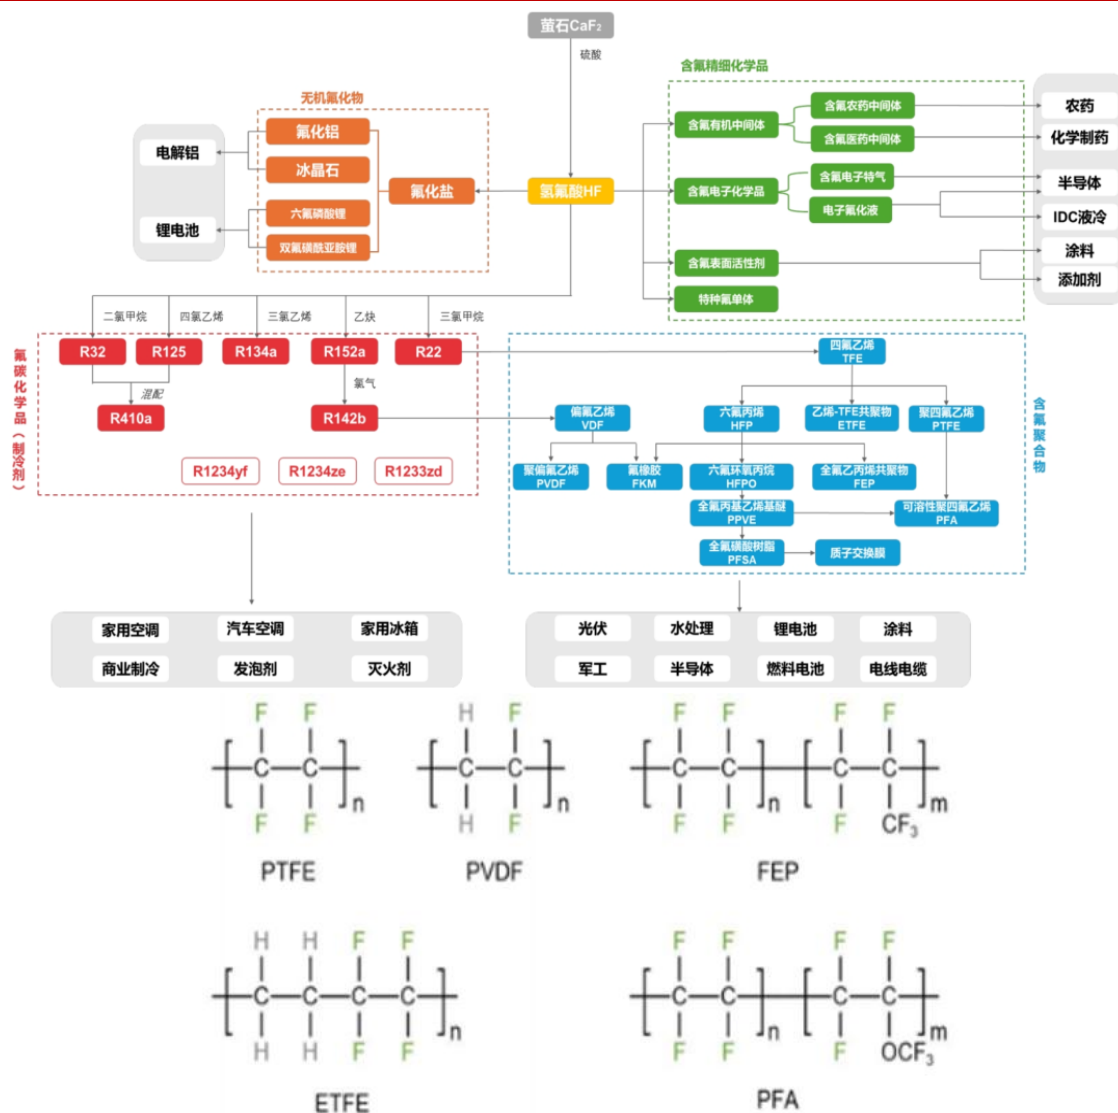 萤石CaF₂
硫酸
无机氟化物
氟化铝
冰晶石
六氟磷酸锂
双氟磺酰亚胺锂
氟化盐
电解铝
锂电池
氢氟酸HF
含氟精细化学品
含氟有机中间体
含氟农药中间体
含氟医药中间体
含氟电子化学品
含氟电子特气
电子氟化液
含氟表面活性剂
特种氟单体
农药
化学制药
半导体
IDC液冷
涂料
添加剂
二氯甲烷
四氯乙烯
三氯乙烯
乙炔
三氯甲烷
氟碳化学品（制冷剂）
R32
R125
R134a
R152a
R22
混配
氯气
R410a
R142b
R1234yf
R1234ze
R1233zd
含氟聚合物
四氟乙烯
TFE
偏氟乙烯
VDF
六氟丙烯
HFP
乙烯-TFE共聚物
ETFE
聚四氟乙烯
PTFE
聚偏氟乙烯
PVDF
氟橡胶
FKM
六氟环氧丙烷
HFPO
全氟乙丙烯共聚物
FEP
全氟丙基乙烯基醚
PPVE
可溶性聚四氟乙烯
PFA
全氟磺酸树脂
PFSA
质子交换膜
家用空调
汽车空调
家用冰箱
商业制冷
发泡剂
灭火剂
光伏
水处理
锂电池
涂料
军工
半导体
燃料电池
电线电缆
F F
C C
n
F F
PTFE
H F
C C
n
H F
PVDF
F F F F
C C C C
n m
F F F CF₃
FEP
H H F F
C C C C
n
H H F F
ETFE
F F F F
C C C C
n m
F F F OCF₃
PFA